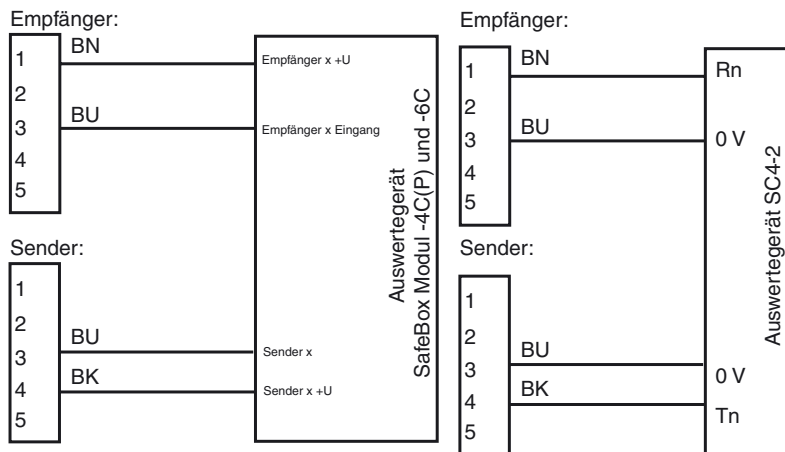 Empfänger:
1
2
3
4
5
BN
BU
Empfänger x +U
Empfänger x Eingang
Sender:
1
2
3
4
5
BU
BK
Sender x
Sender x +U
Auswertegerät
SafeBox Modul -4C(P) und -6C
Empfänger:
1
2
3
4
5
BN
BU
Rn
0 V
Sender:
1
2
3
4
5
BU
BK
0 V
Tn
Auswertegerät SC4-2